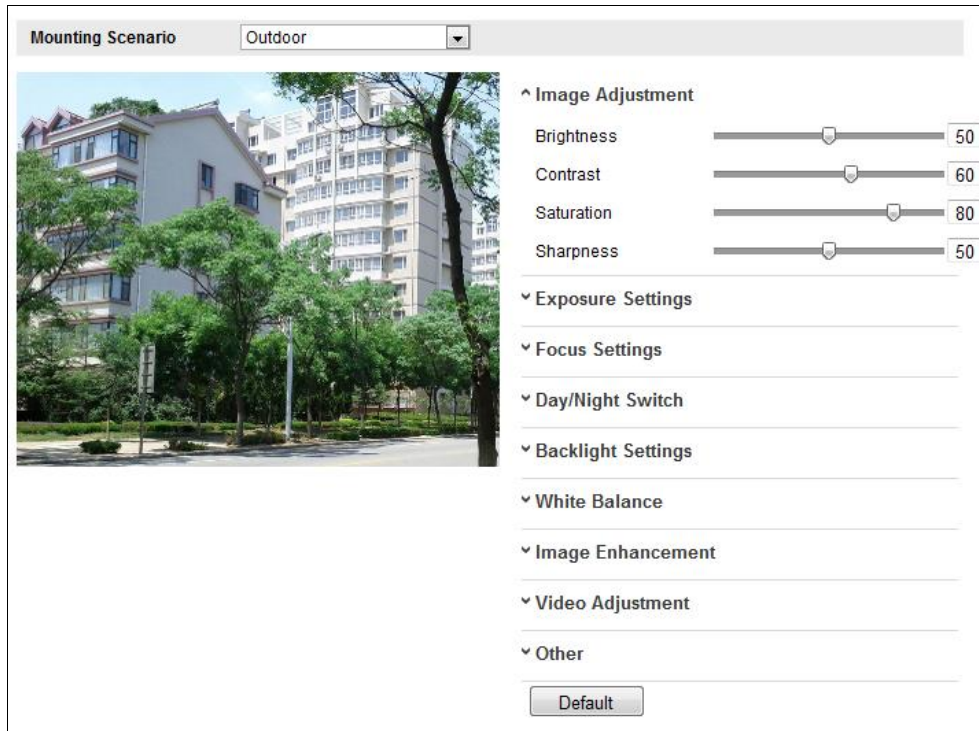 Mounting Scenario Outdoor
Image Adjustment
Brightness 50
Contrast 60
Saturation 80
Sharpness 50
Exposure Settings
Focus Settings
Day/Night Switch
Backlight Settings
White Balance
Image Enhancement
Video Adjustment
Other
Default